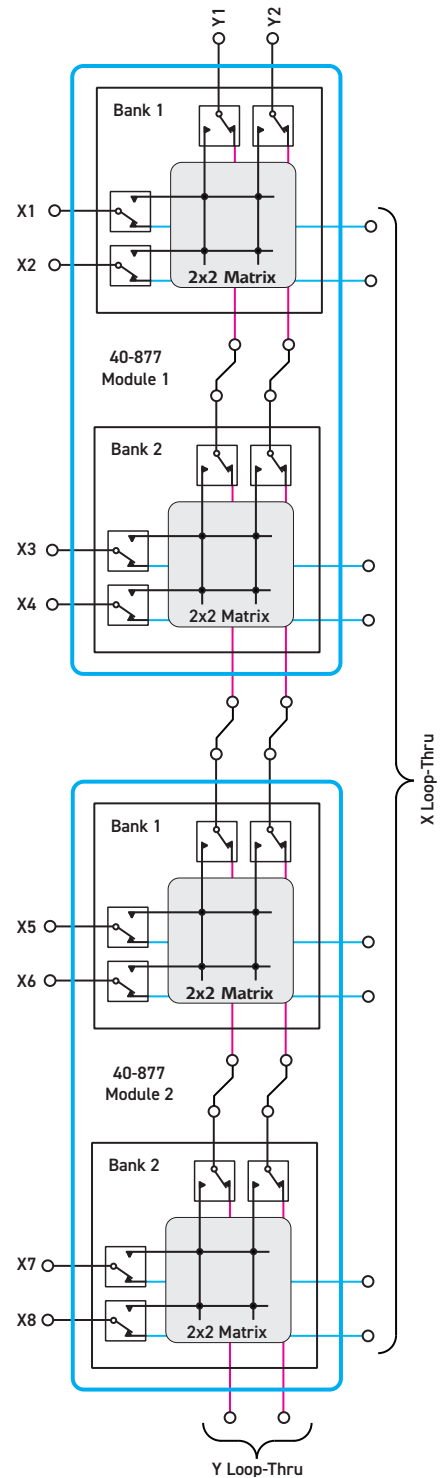 Y1
Y2
Bank 1
X1
X2
2x2 Matrix
40-877
Module 1
Bank 2
X3
X4
2x2 Matrix
X Loop-Thru
Bank 1
X5
X6
2x2 Matrix
40-877
Module 2
Bank 2
X7
X8
2x2 Matrix
Y Loop-Thru